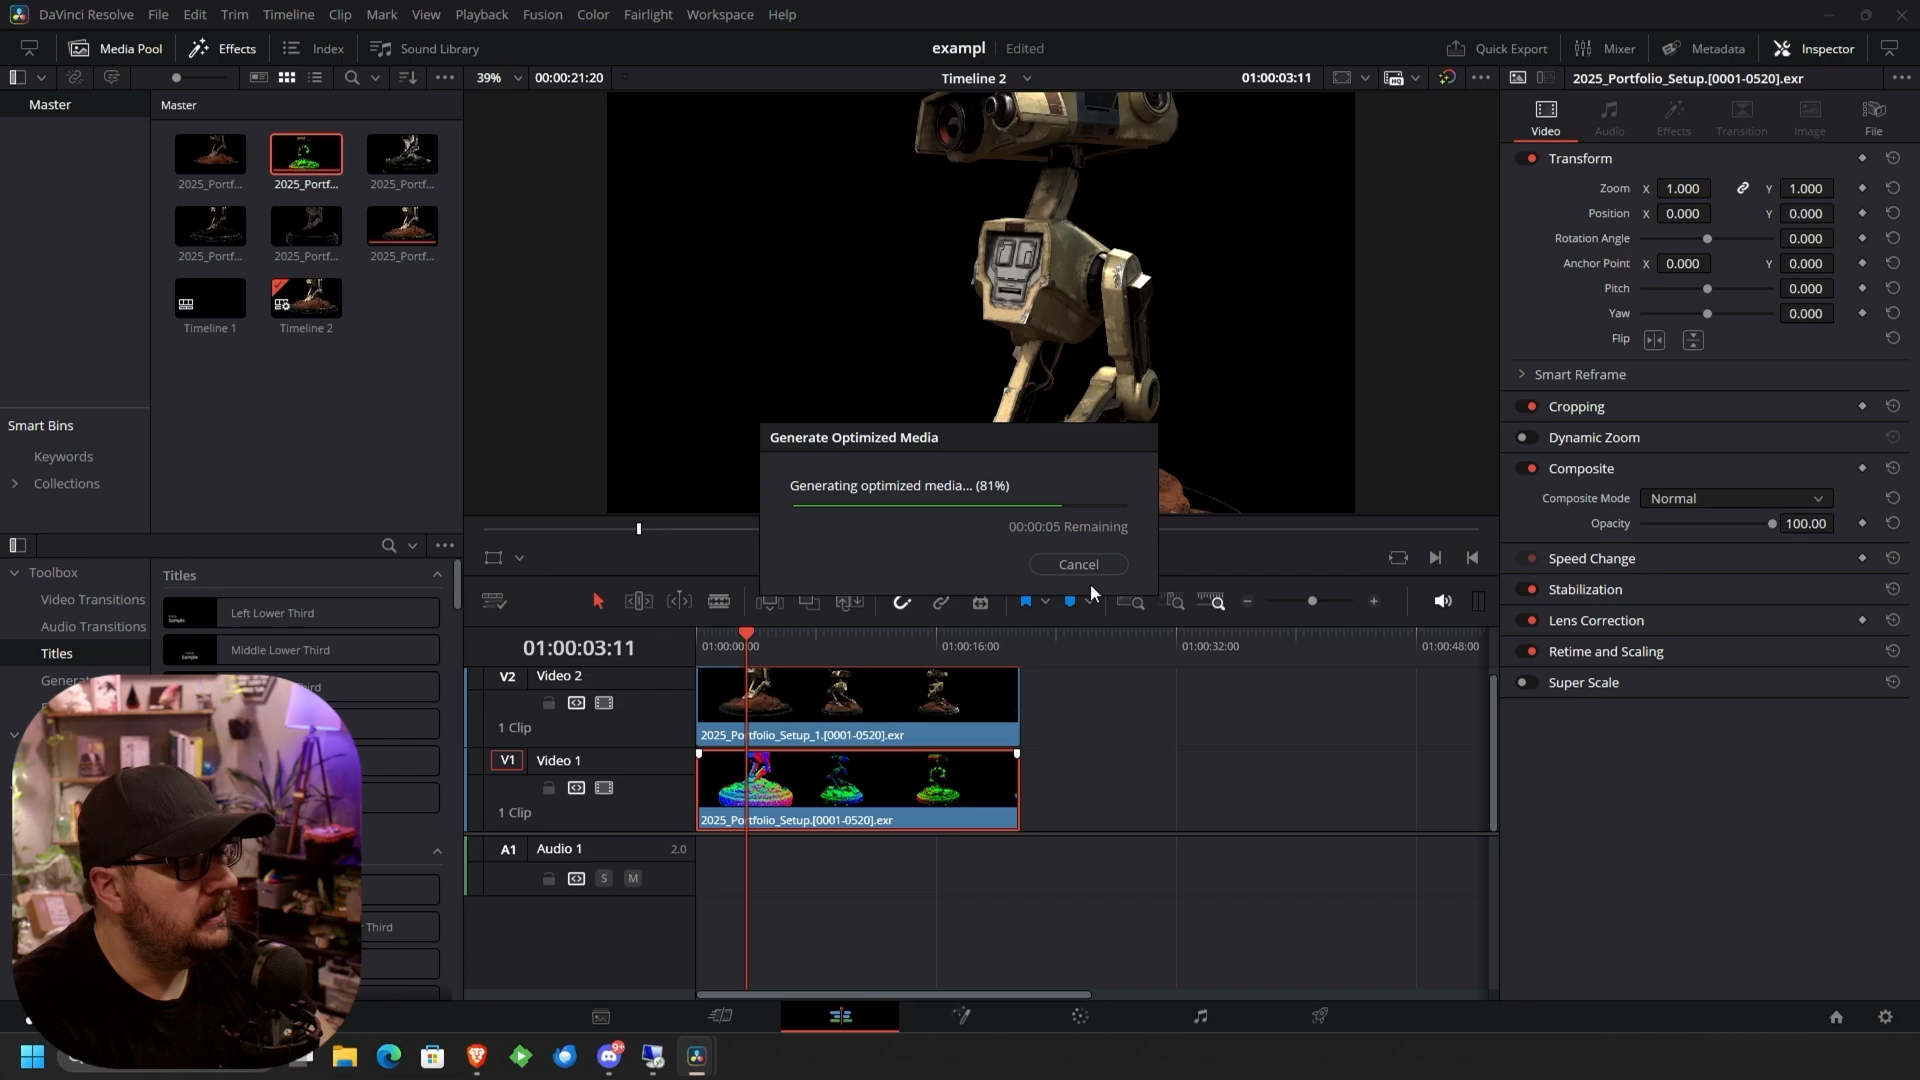 DaVinci Resolve File Edit Trim Timeline Clip Mark View Playback Fusion Color Fairlight Workspace Help
Media Pool Effects Index Sound Library exampl Edited Quick Export Mixer Metadata Inspector
39% 00:00:21:20 Timeline 2 01:00:03:11 2025_Portfolio_Setup.[0001-0520].exr
Master Master
Video Audio Effects Transition Image File
2025_Portf... 2025_Portf... 2025_Portf...
2025_Portf... 2025_Portf... 2025_Portf...
Timeline 1 Timeline 2
Transform
Zoom X 1.000 Y 1.000
Position X 0.000 Y 0.000
Rotation Angle 0.000
Anchor Point X 0.000 Y 0.000
Pitch 0.000
Yaw 0.000
Flip
Smart Reframe
Cropping
Dynamic Zoom
Composite
Composite Mode Normal
Opacity 100.00
Speed Change
Stabilization
Lens Correction
Retime and Scaling
Super Scale
Smart Bins
Keywords
Collections
Generate Optimized Media
Generating optimized media... (81%)
00:00:05 Remaining
Cancel
Toolbox
Video Transitions
Audio Transitions
Titles
Titles
Sample Left Lower Third
Sample Middle Lower Third
Third
01:00:03:11 01:00:00:00 01:00:16:00 01:00:32:00 01:00:48:00
V2 Video 2
1 Clip
2025_Portfolio_Setup_1.[0001-0520].exr
V1 Video 1
1 Clip
2025_Portfolio_Setup.[0001-0520].exr
A1 Audio 1 2.0
S M
9+